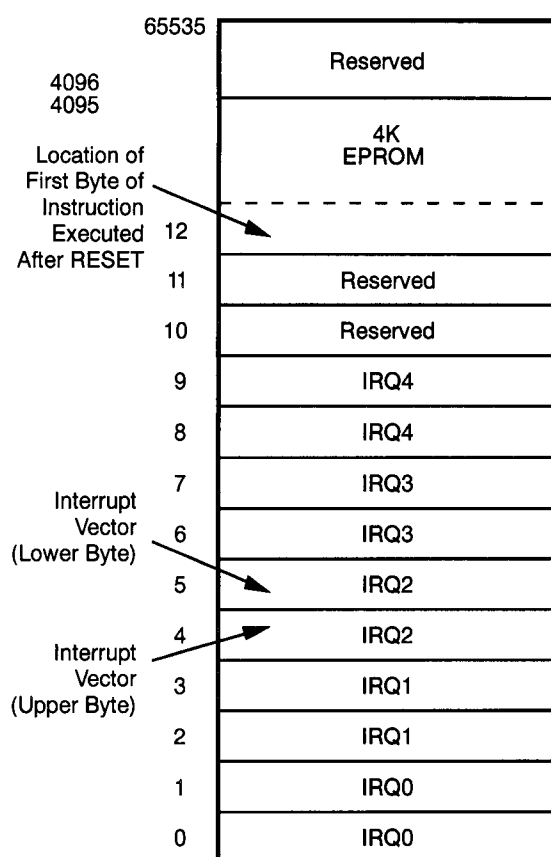 65535
Reserved
4096
4095
4K
EPROM
Location of
First Byte of
Instruction
Executed
After RESET
12
11
Reserved
10
Reserved
9
IRQ4
8
IRQ4
7
IRQ3
Interrupt
Vector
(Lower Byte)
6
IRQ3
5
IRQ2
4
IRQ2
Interrupt
Vector
(Upper Byte)
3
IRQ1
2
IRQ1
1
IRQ0
0
IRQ0